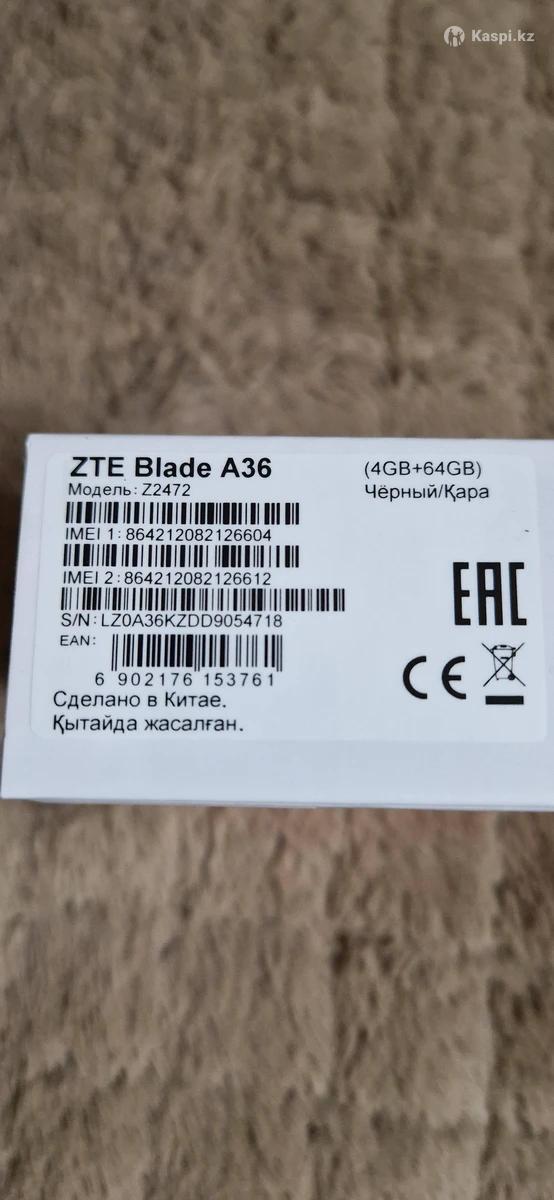 Kaspi.kz
ZTE Blade A36 (4GB+64GB)
Модель: Z2472 Чёрный/Қара
IMEI 1: 864212082126604
IMEI 2: 864212082126612
S/N: LZ0A36KZDD9054718
EAC
EAN:
CE
6 902176 153761
Сделано в Китае.
Қытайда жасалған.